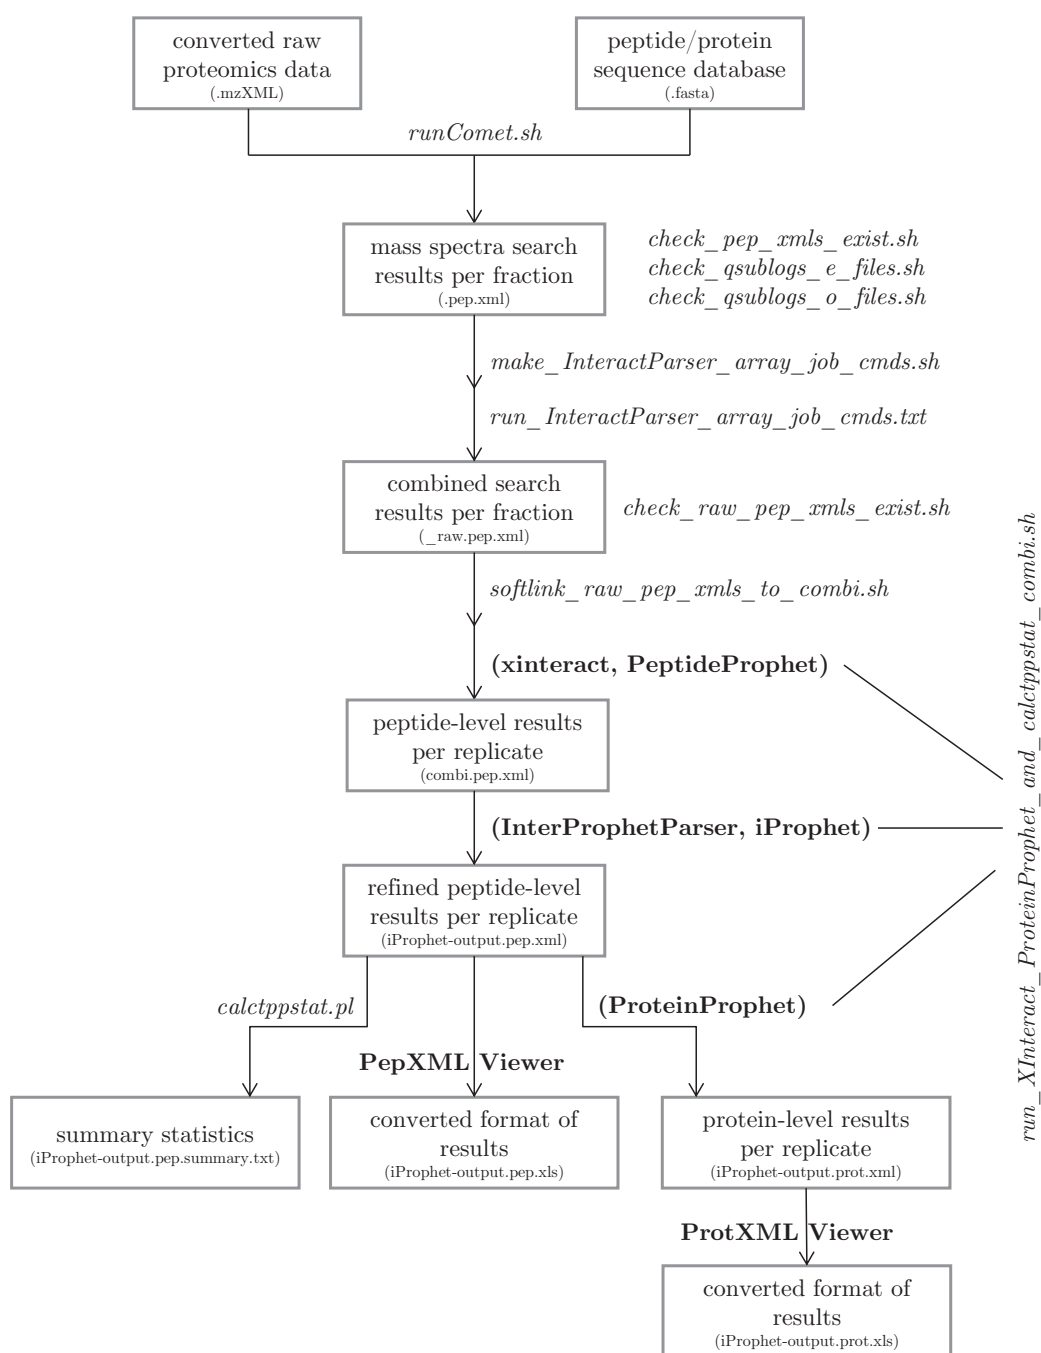 converted raw
proteomics data
(.mzXML)
peptide/protein
sequence database
(.fasta)
runComet.sh
mass spectra search
results per fraction
(.pep.xml)
check_pep_xmls_exist.sh
check_qsublogs_e_files.sh
check_qsublogs_o_files.sh
make_InteractParser_array_job_cmds.sh
run_InteractParser_array_job_cmds.txt
combined search
results per fraction
(_raw.pep.xml)
check_raw_pep_xmls_exist.sh
softlink_raw_pep_xmls_to_combi.sh
(xinteract, PeptideProphet)
peptide-level results
per replicate
(combi.pep.xml)
(InterProphetParser, iProphet)
run_XInteract_ProteinProphet_and_calctppstat_combi.sh
refined peptide-level
results per replicate
(iProphet-output.pep.xml)
calctppstat.pl
(ProteinProphet)
PepXML Viewer
summary statistics
(iProphet-output.pep.summary.txt)
converted format of
results
(iProphet-output.pep.xls)
protein-level results
per replicate
(iProphet-output.prot.xml)
ProtXML Viewer
converted format of
results
(iProphet-output.prot.xls)